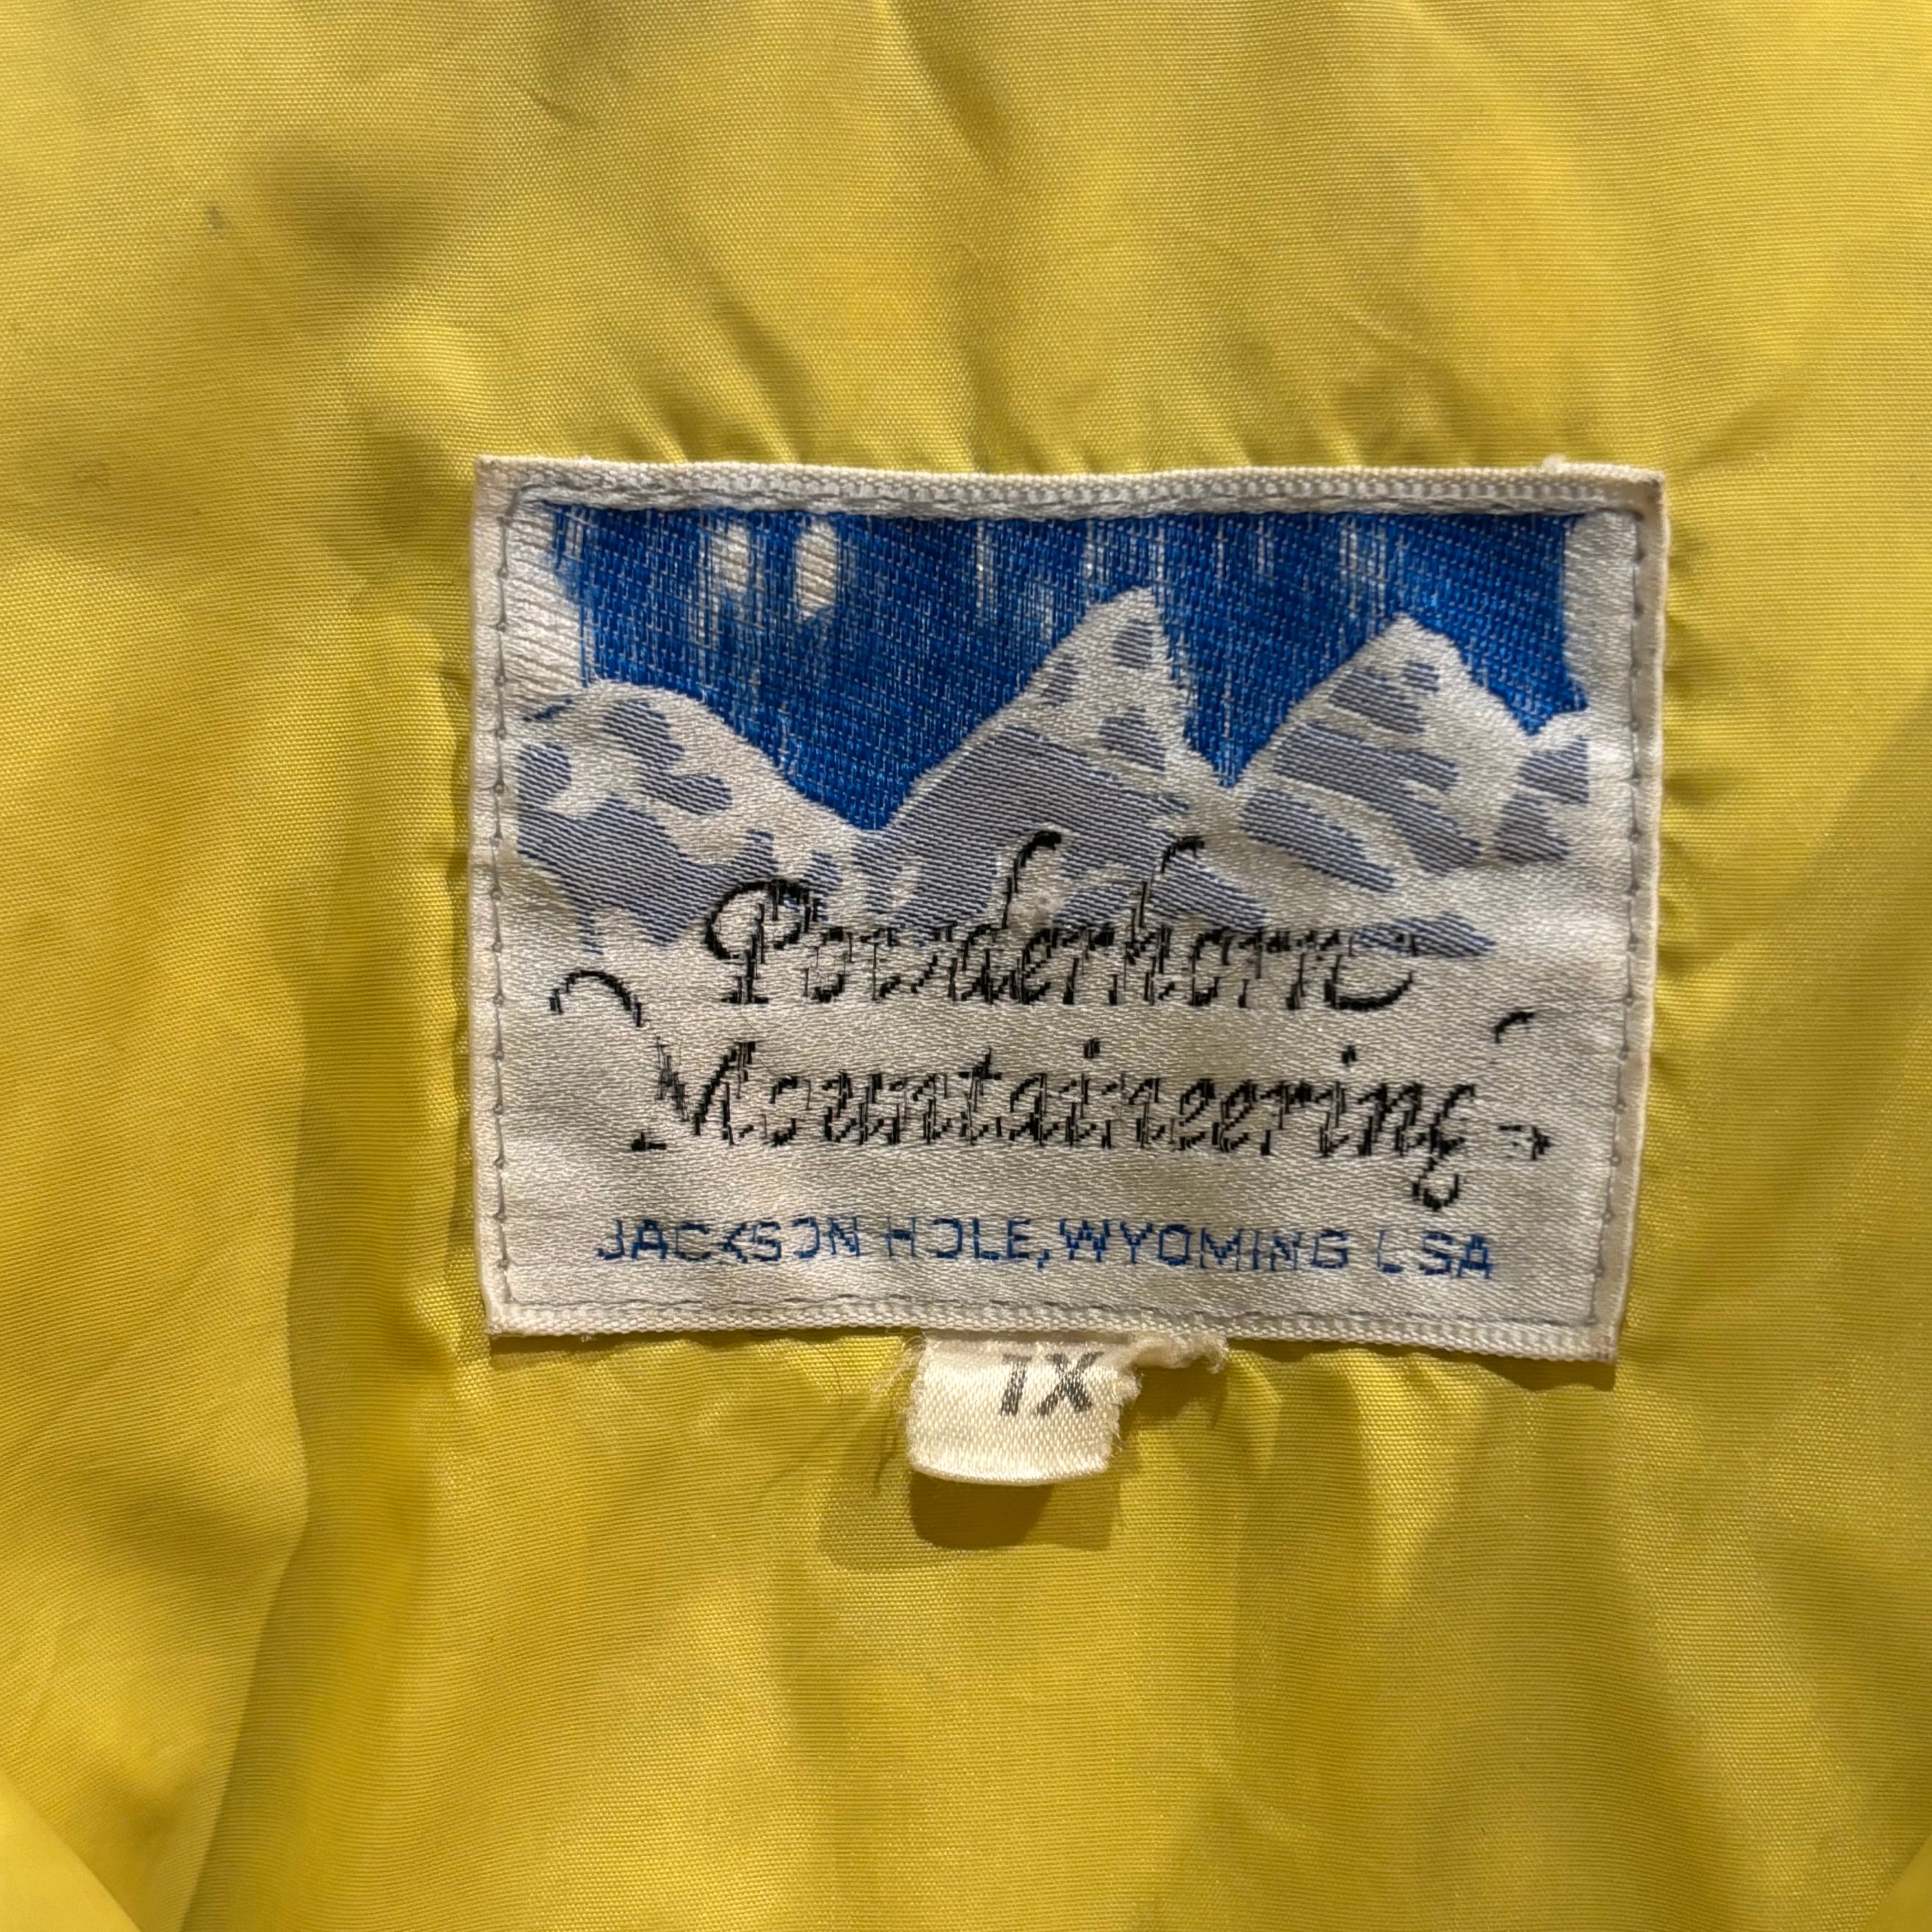 Powderhorn
Mountaineering
JACKSON HOLE, WYOMING USA
1X